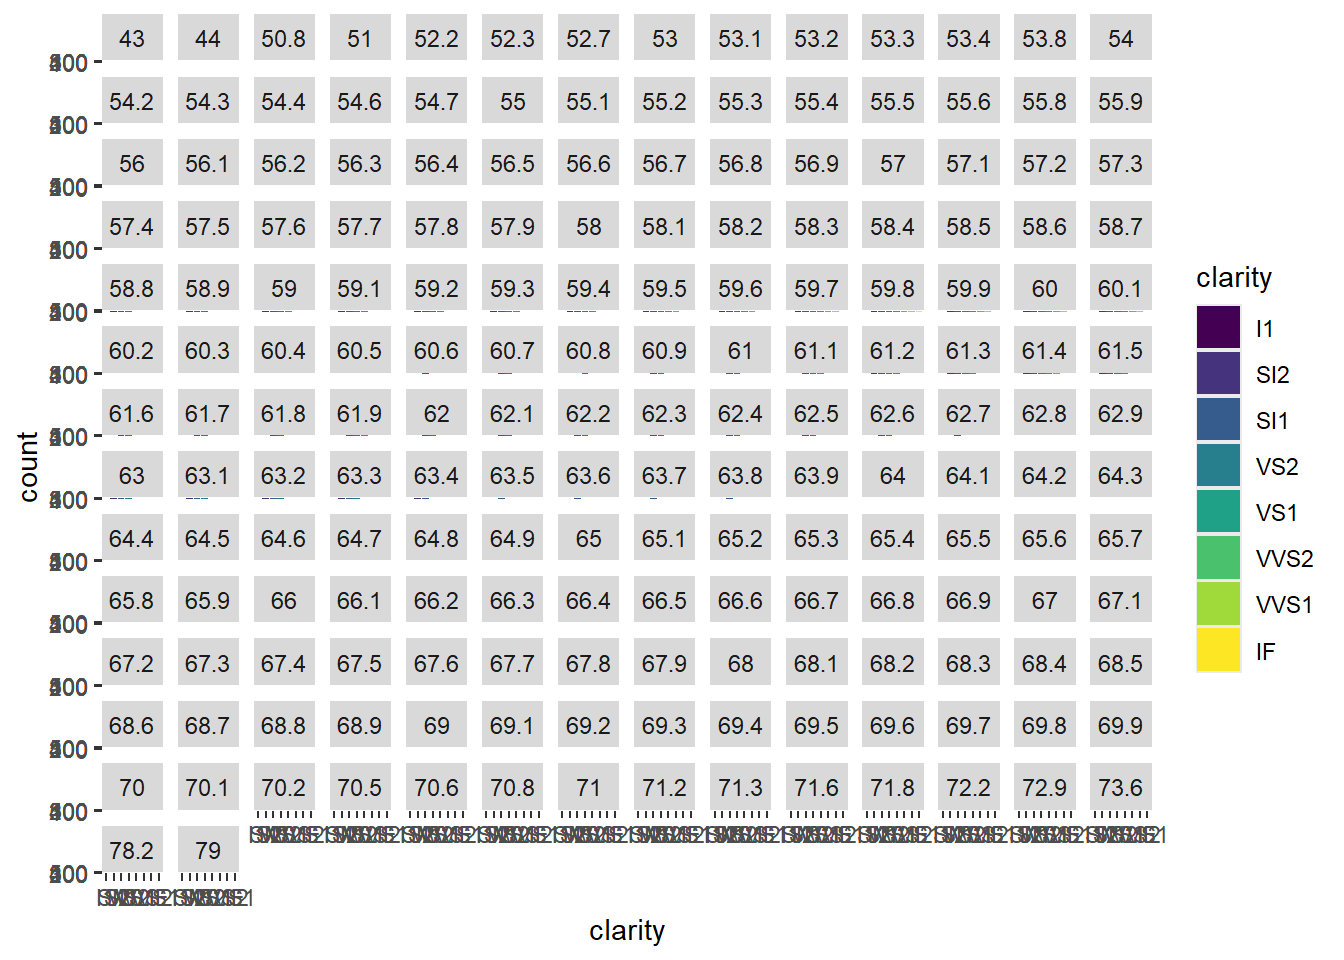 43 44 50.8 51 52.2 52.3 52.7 53 53.1 53.2 53.3 53.4 53.8 54
54.2 54.3 54.4 54.6 54.7 55 55.1 55.2 55.3 55.4 55.5 55.6 55.8 55.9
56 56.1 56.2 56.3 56.4 56.5 56.6 56.7 56.8 56.9 57 57.1 57.2 57.3
57.4 57.5 57.6 57.7 57.8 57.9 58 58.1 58.2 58.3 58.4 58.5 58.6 58.7
58.8 58.9 59 59.1 59.2 59.3 59.4 59.5 59.6 59.7 59.8 59.9 60 60.1
60.2 60.3 60.4 60.5 60.6 60.7 60.8 60.9 61 61.1 61.2 61.3 61.4 61.5
61.6 61.7 61.8 61.9 62 62.1 62.2 62.3 62.4 62.5 62.6 62.7 62.8 62.9
63 63.1 63.2 63.3 63.4 63.5 63.6 63.7 63.8 63.9 64 64.1 64.2 64.3
64.4 64.5 64.6 64.7 64.8 64.9 65 65.1 65.2 65.3 65.4 65.5 65.6 65.7
65.8 65.9 66 66.1 66.2 66.3 66.4 66.5 66.6 66.7 66.8 66.9 67 67.1
67.2 67.3 67.4 67.5 67.6 67.7 67.8 67.9 68 68.1 68.2 68.3 68.4 68.5
68.6 68.7 68.8 68.9 69 69.1 69.2 69.3 69.4 69.5 69.6 69.7 69.8 69.9
70 70.1 70.2 70.5 70.6 70.8 71 71.2 71.3 71.6 71.8 72.2 72.9 73.6
78.2 79
count
clarity
clarity
I1
SI2
SI1
VS2
VS1
VVS2
VVS1
IF